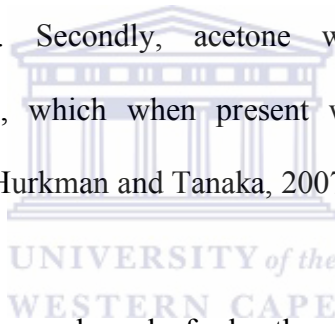 . Secondly, acetone w
, which when present v
Hurkman and Tanaka, 2007
UNIVERSITY of the
WESTERN CAPE